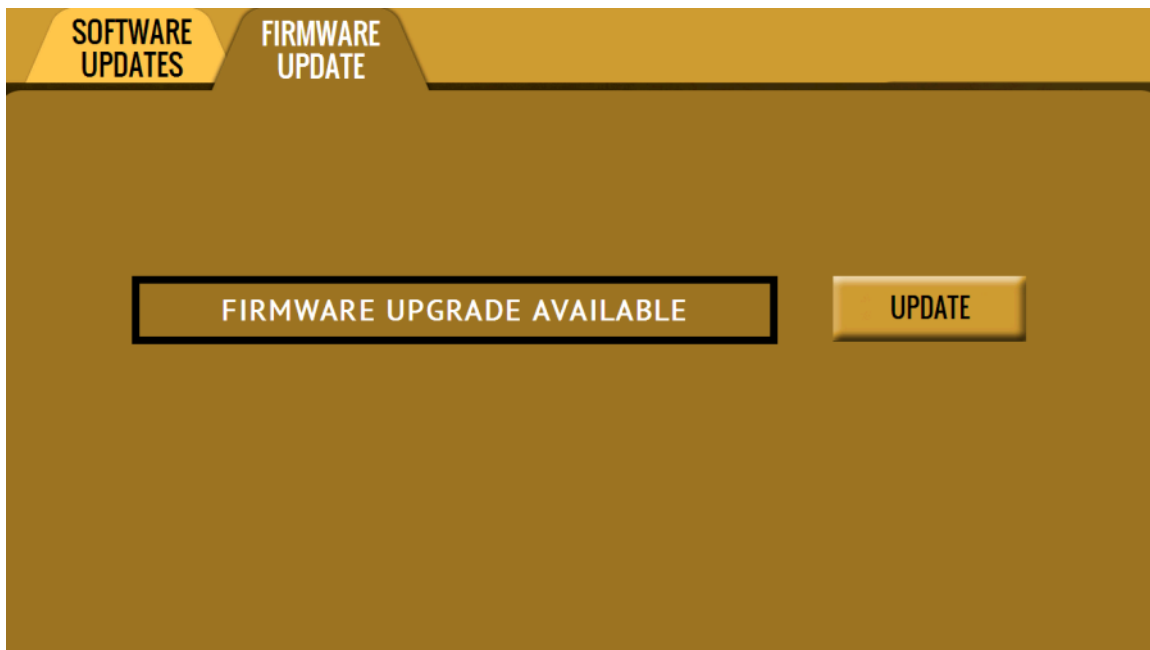 SOFTWARE
UPDATES
FIRMWARE
UPDATE
FIRMWARE UPGRADE AVAILABLE
UPDATE